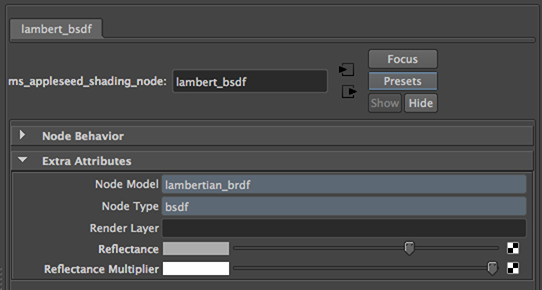 lambert_bsdf
Focus
ms_appleseed_shading_node: lambert_bsdf
Presets
Show Hide
Node Behavior
Extra Attributes
Node Model lambertian_brdf
Node Type bsdf
Render Layer
Reflectance
Reflectance Multiplier